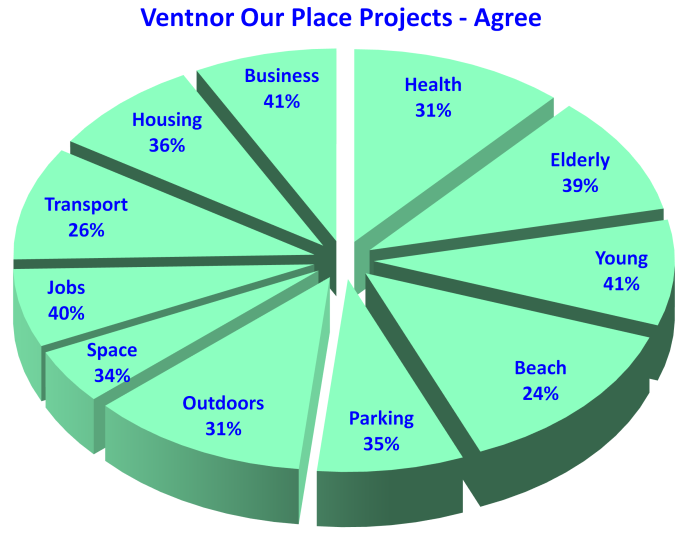 Ventnor Our Place Projects - Agree
Health
31%
Elderly
39%
Young
41%
Beach
24%
Parking
35%
Outdoors
31%
Space
34%
Jobs
40%
Transport
26%
Housing
36%
Business
41%